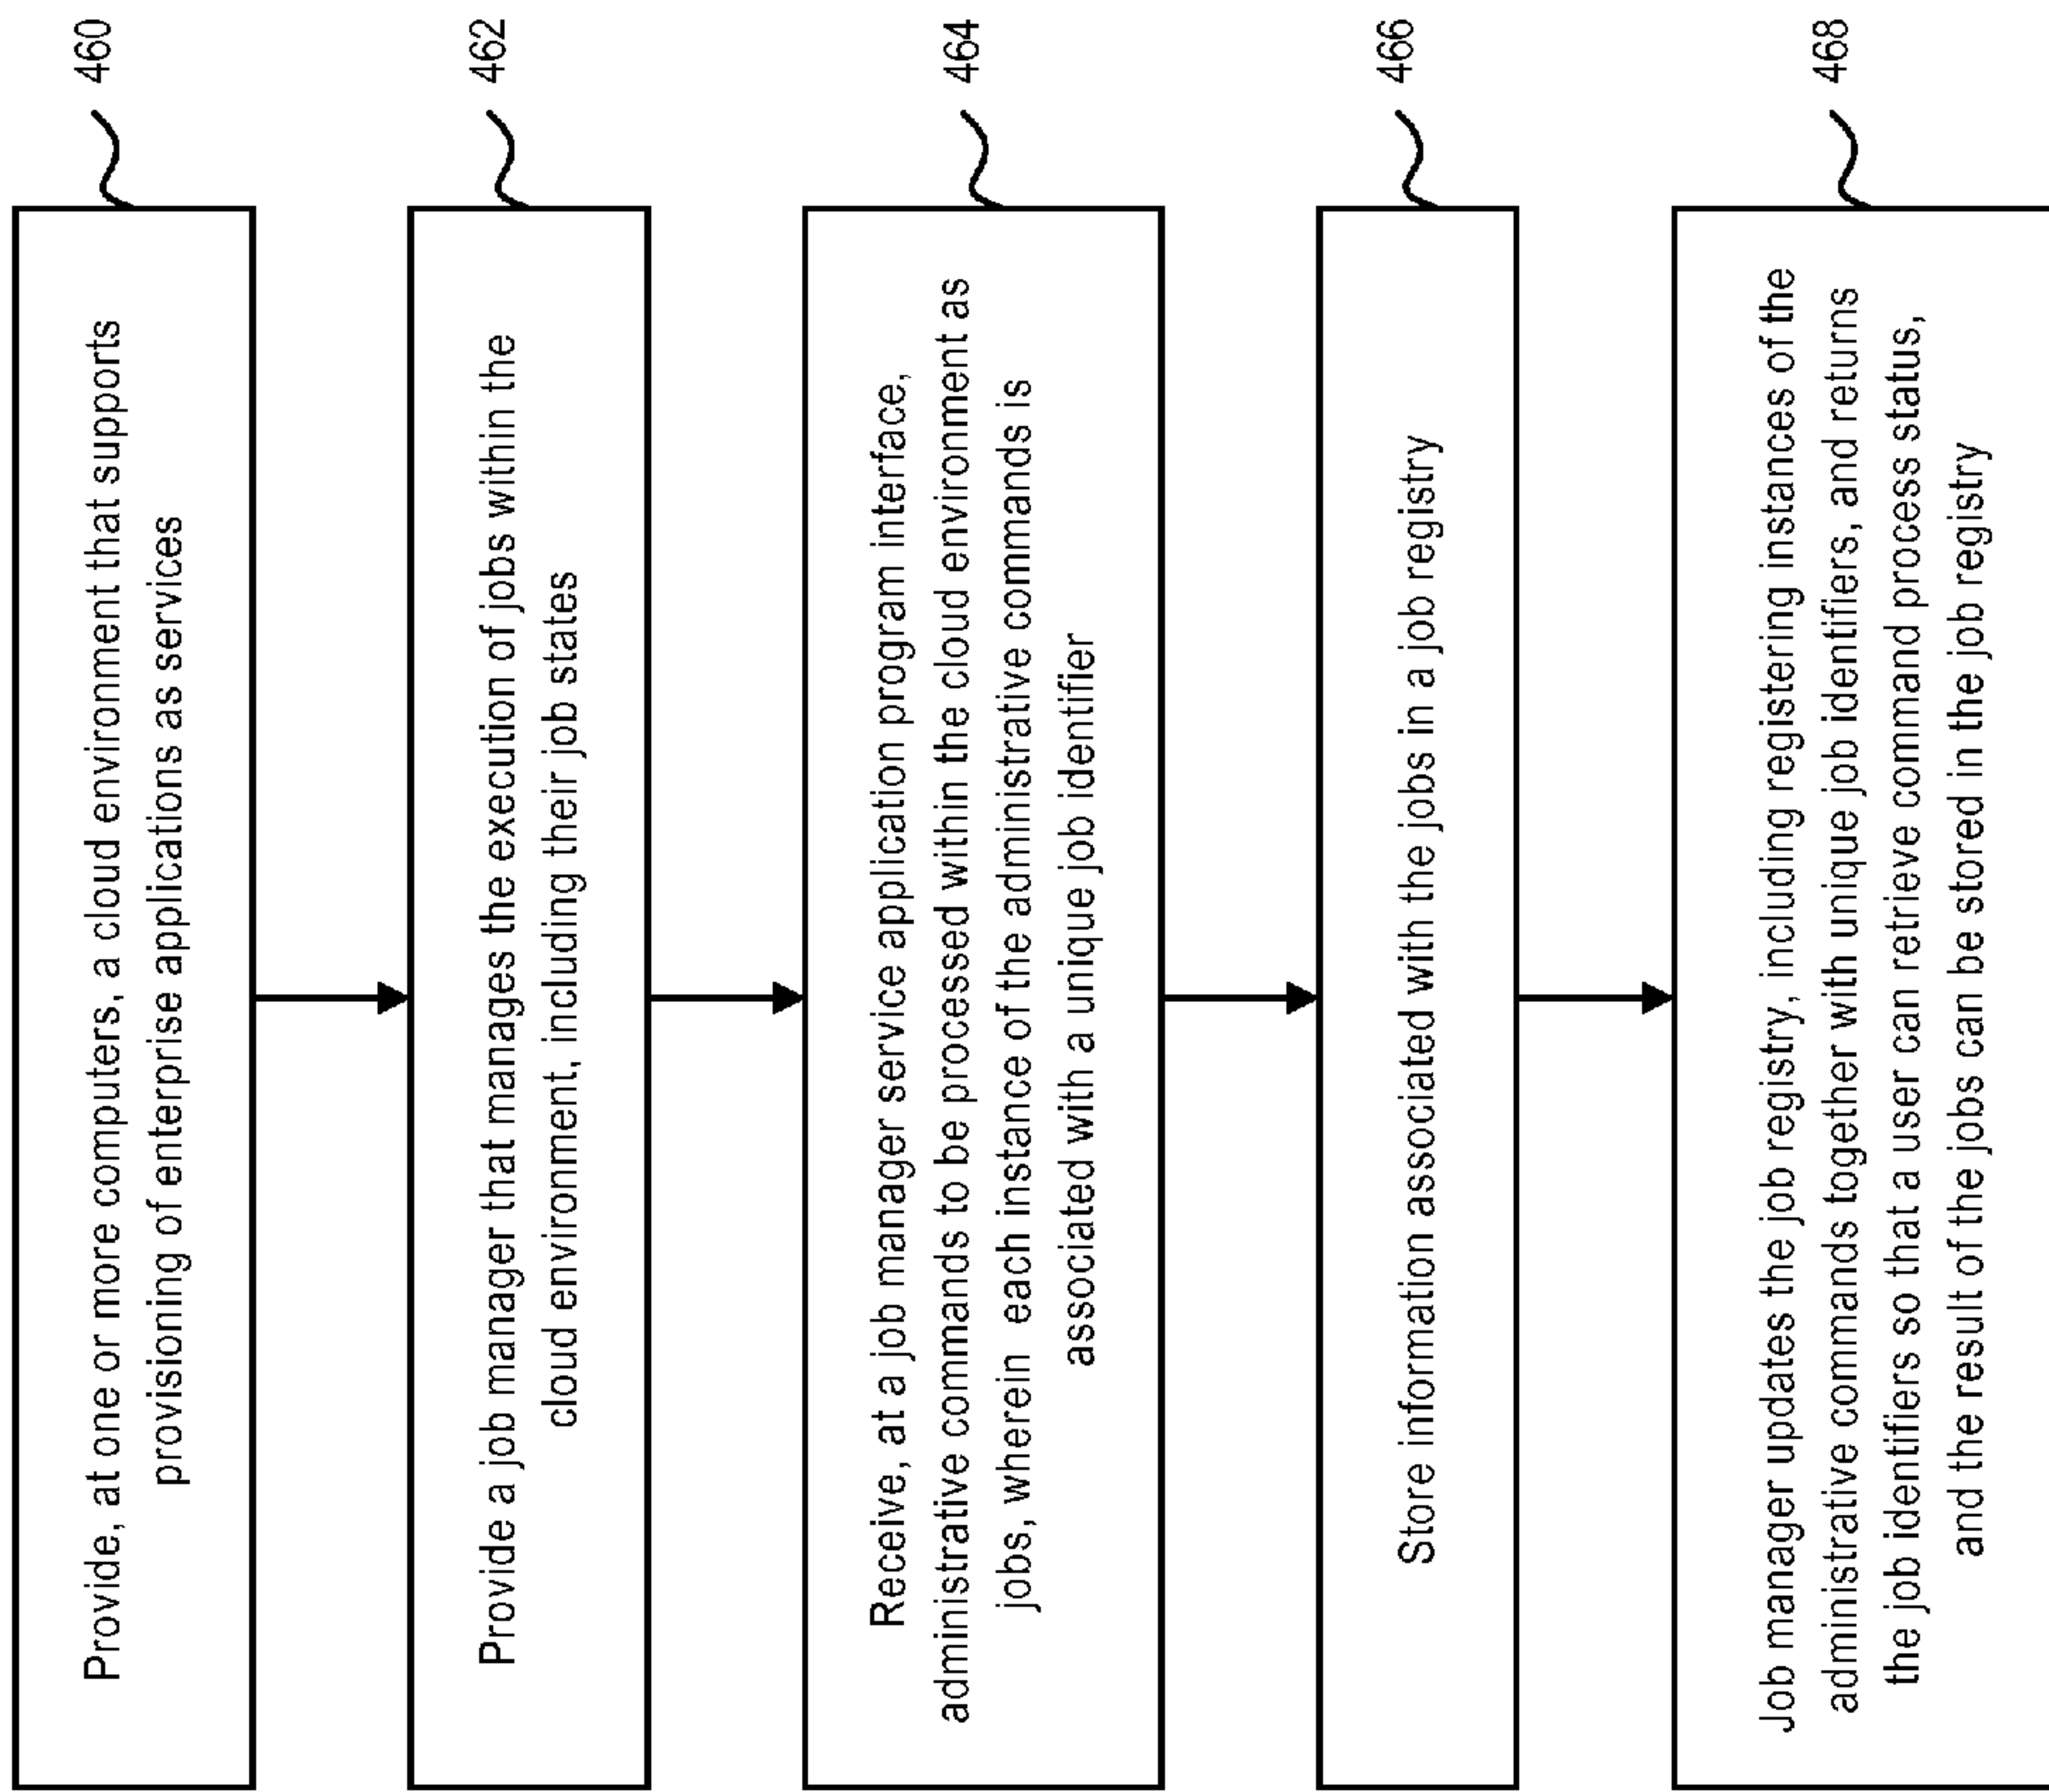 Provide, at one or more computers, a cloud environment that supports
provisioning of enterprise applications as services
460
Provide a job manager that manages the execution of jobs within the
cloud environment, including their job states
462
Receive, at a job manager service application program interface,
administrative commands to be processed within the cloud environment as
jobs, wherein each instance of the administrative commands is
associated with a unique job identifier
464
Store information associated with the jobs in a job registry
466
Job manager updates the job registry, including registering instances of the
administrative commands together with unique job identifiers, and returns
the job identifiers so that a user can retrieve command process status,
and the result of the jobs can be stored in the job registry
468